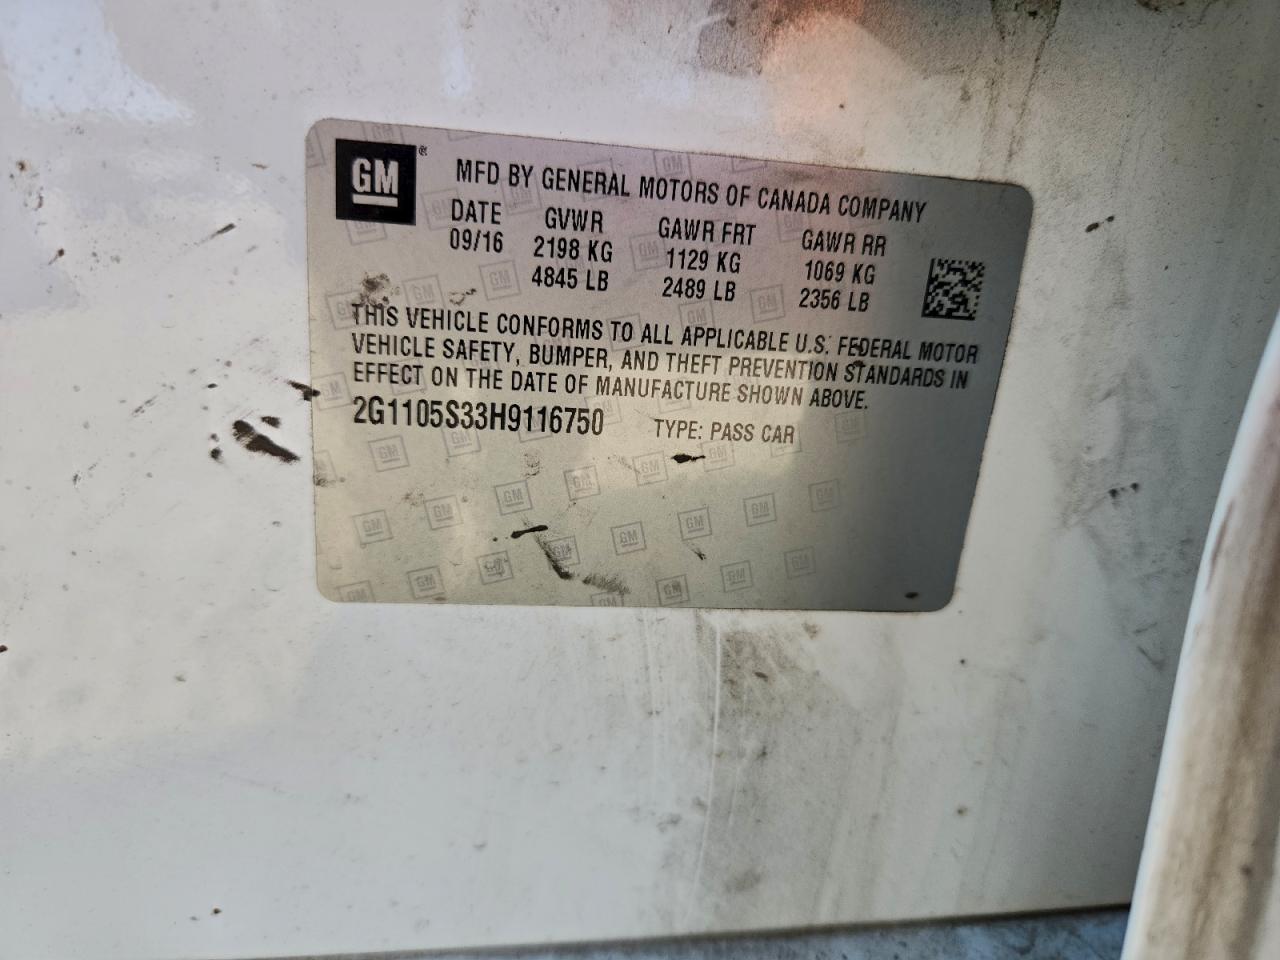 GM ®
MFD BY GENERAL MOTORS OF CANADA COMPANY
DATE GVWR GAWR FRT GAWR RR
09/16 2198 KG 1129 KG 1069 KG
4845 LB 2489 LB 2356 LB
THIS VEHICLE CONFORMS TO ALL APPLICABLE U.S. FEDERAL MOTOR
VEHICLE SAFETY, BUMPER, AND THEFT PREVENTION STANDARDS IN
EFFECT ON THE DATE OF MANUFACTURE SHOWN ABOVE.
2G1105S33H9116750 TYPE: PASS CAR